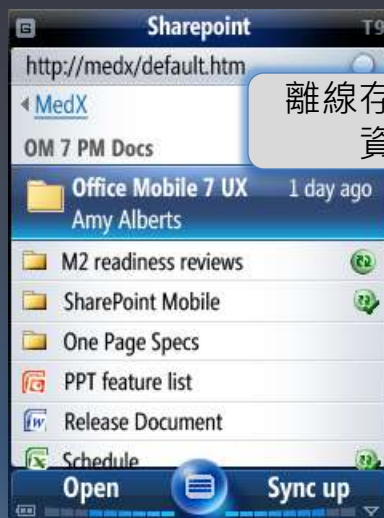 Sharepoint T9
http://medx/default.htm
MedX
離線存
資
OM 7 PM Docs
Office Mobile 7 UX 1 day ago
Amy Alberts
M2 readiness reviews
SharePoint Mobile
One Page Specs
PPT feature list
Release Document
Schedule
Open Sync up